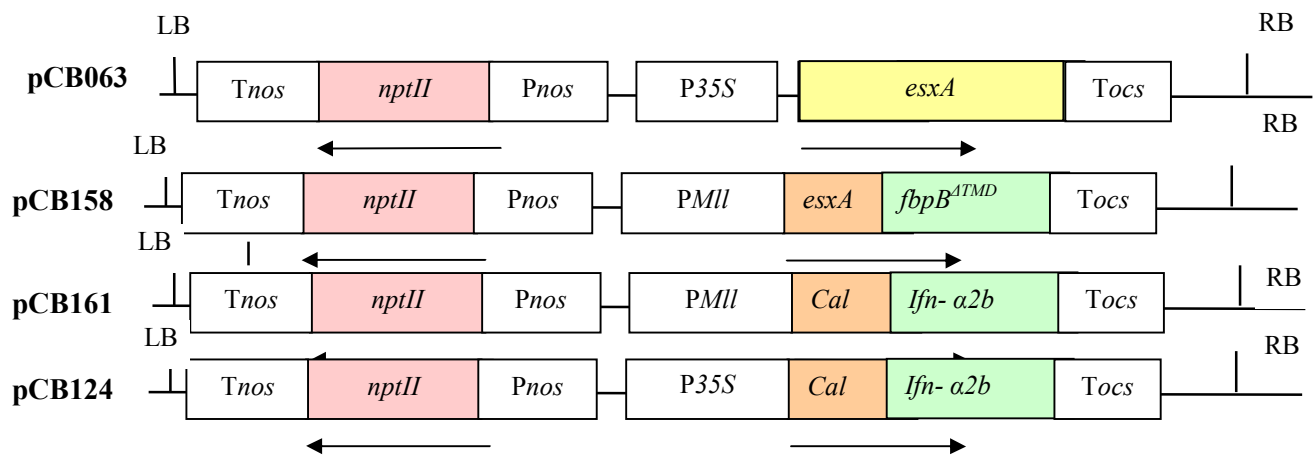 LB RB
pCB063 Tnos nptII Pnos P35S esxA Tocs
LB RB
pCB158 Tnos nptII Pnos PMll esxA fbpB^ΔTMD Tocs
LB
pCB161 Tnos nptII Pnos PMll Cal Ifn- α2b Tocs RB
LB RB
pCB124 Tnos nptII Pnos P35S Cal Ifn- α2b Tocs